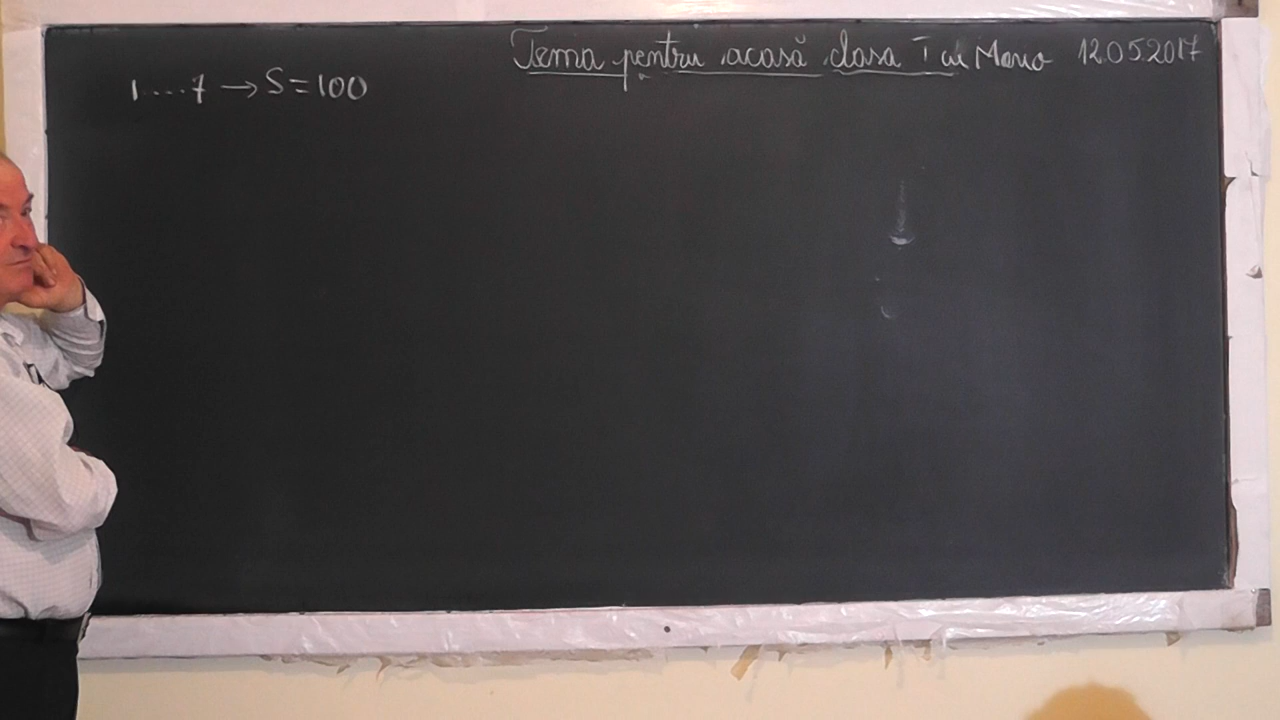 Tema pentru acasă clasa I cu Mario 12.05.2017
1....7 → S=100